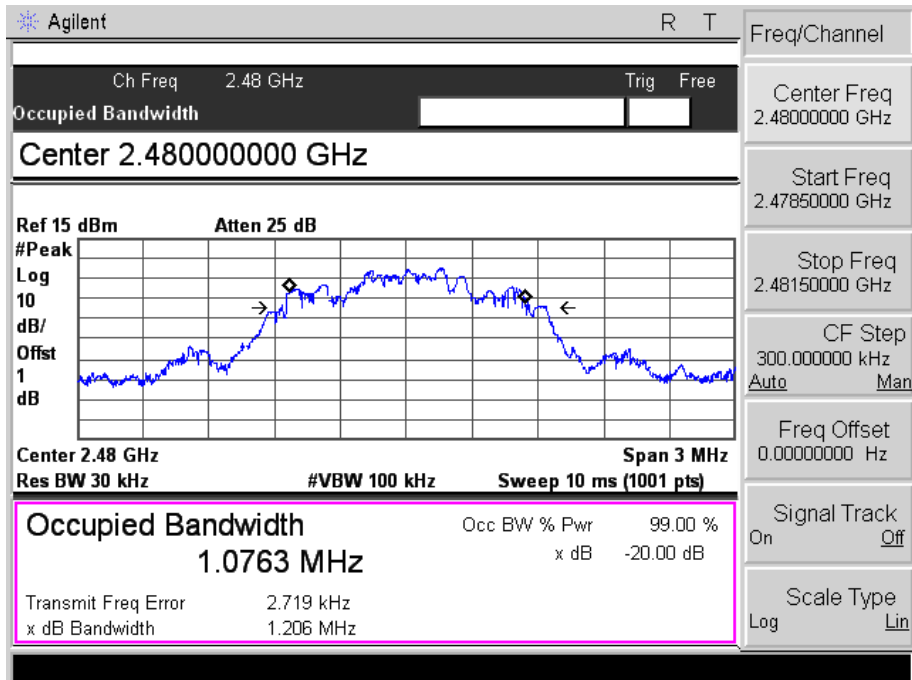 Agilent R T
Ch Freq 2.48 GHz Trig Free
Occupied Bandwidth
Center 2.480000000 GHz
Ref 15 dBm Atten 25 dB
#Peak
Log
10
dB/
Offst
1
dB
Center 2.48 GHz Span 3 MHz
Res BW 30 kHz #VBW 100 kHz Sweep 10 ms (1001 pts)
Occupied Bandwidth Occ BW % Pwr 99.00 %
1.0763 MHz x dB -20.00 dB
Transmit Freq Error 2.719 kHz
x dB Bandwidth 1.206 MHz
Freq/Channel
Center Freq
2.48000000 GHz
Start Freq
2.47850000 GHz
Stop Freq
2.48150000 GHz
CF Step
300.000000 kHz
Auto Man
Freq Offset
0.00000000 Hz
Signal Track
On Off
Scale Type
Log Lin